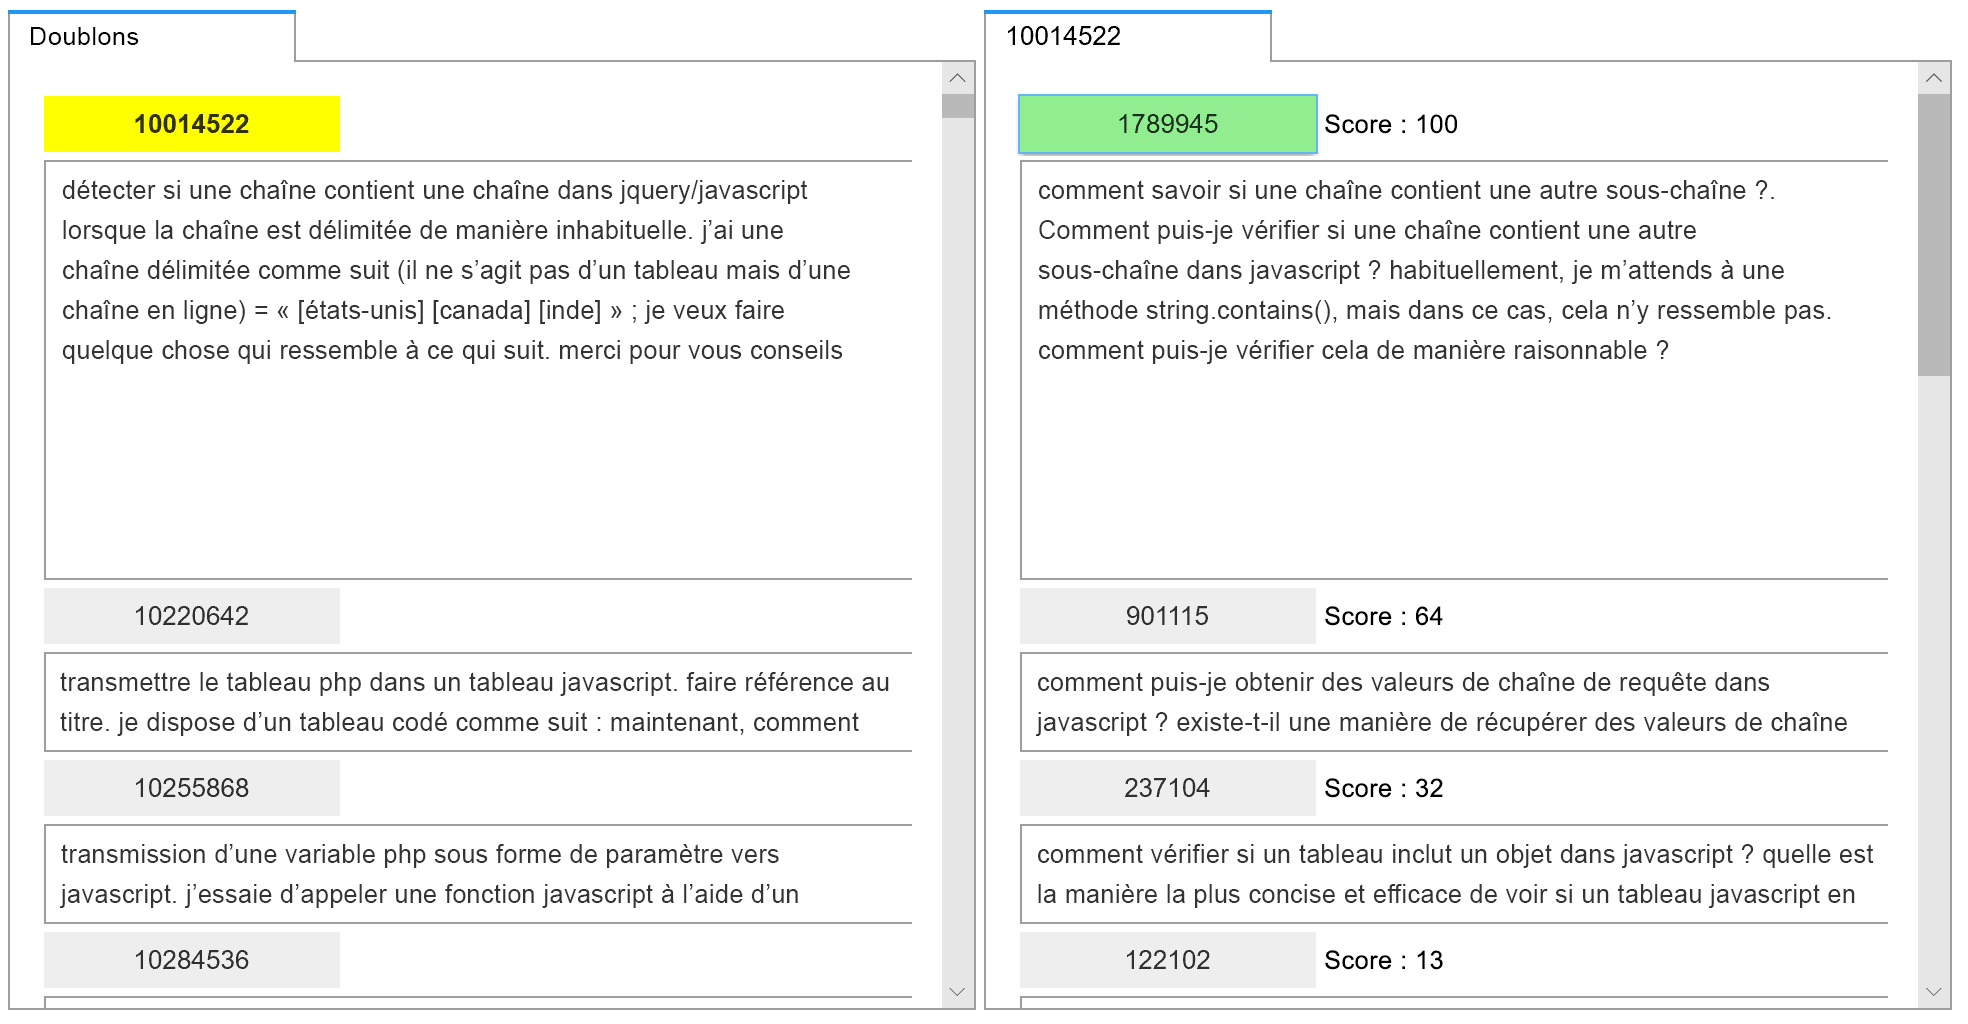 Doublons
10014522
détecter si une chaîne contient une chaîne dans jquery/javascript
lorsque la chaîne est délimitée de manière inhabituelle. j’ai une
chaîne délimitée comme suit (il ne s’agit pas d’un tableau mais d’une
chaîne en ligne) = « [états-unis] [canada] [inde] » ; je veux faire
quelque chose qui ressemble à ce qui suit. merci pour vous conseils
10220642
transmettre le tableau php dans un tableau javascript. faire référence au
titre. je dispose d’un tableau codé comme suit : maintenant, comment
10255868
transmission d’une variable php sous forme de paramètre vers
javascript. j’essaie d’appeler une fonction javascript à l’aide d’un
10284536
10014522
1789945 Score : 100
comment savoir si une chaîne contient une autre sous-chaîne ?.
Comment puis-je vérifier si une chaîne contient une autre
sous-chaîne dans javascript ? habituellement, je m’attends à une
méthode string.contains(), mais dans ce cas, cela n’y ressemble pas.
comment puis-je vérifier cela de manière raisonnable ?
901115 Score : 64
comment puis-je obtenir des valeurs de chaîne de requête dans
javascript ? existe-t-il une manière de récupérer des valeurs de chaîne
237104 Score : 32
comment vérifier si un tableau inclut un objet dans javascript ? quelle est
la manière la plus concise et efficace de voir si un tableau javascript en
122102 Score : 13